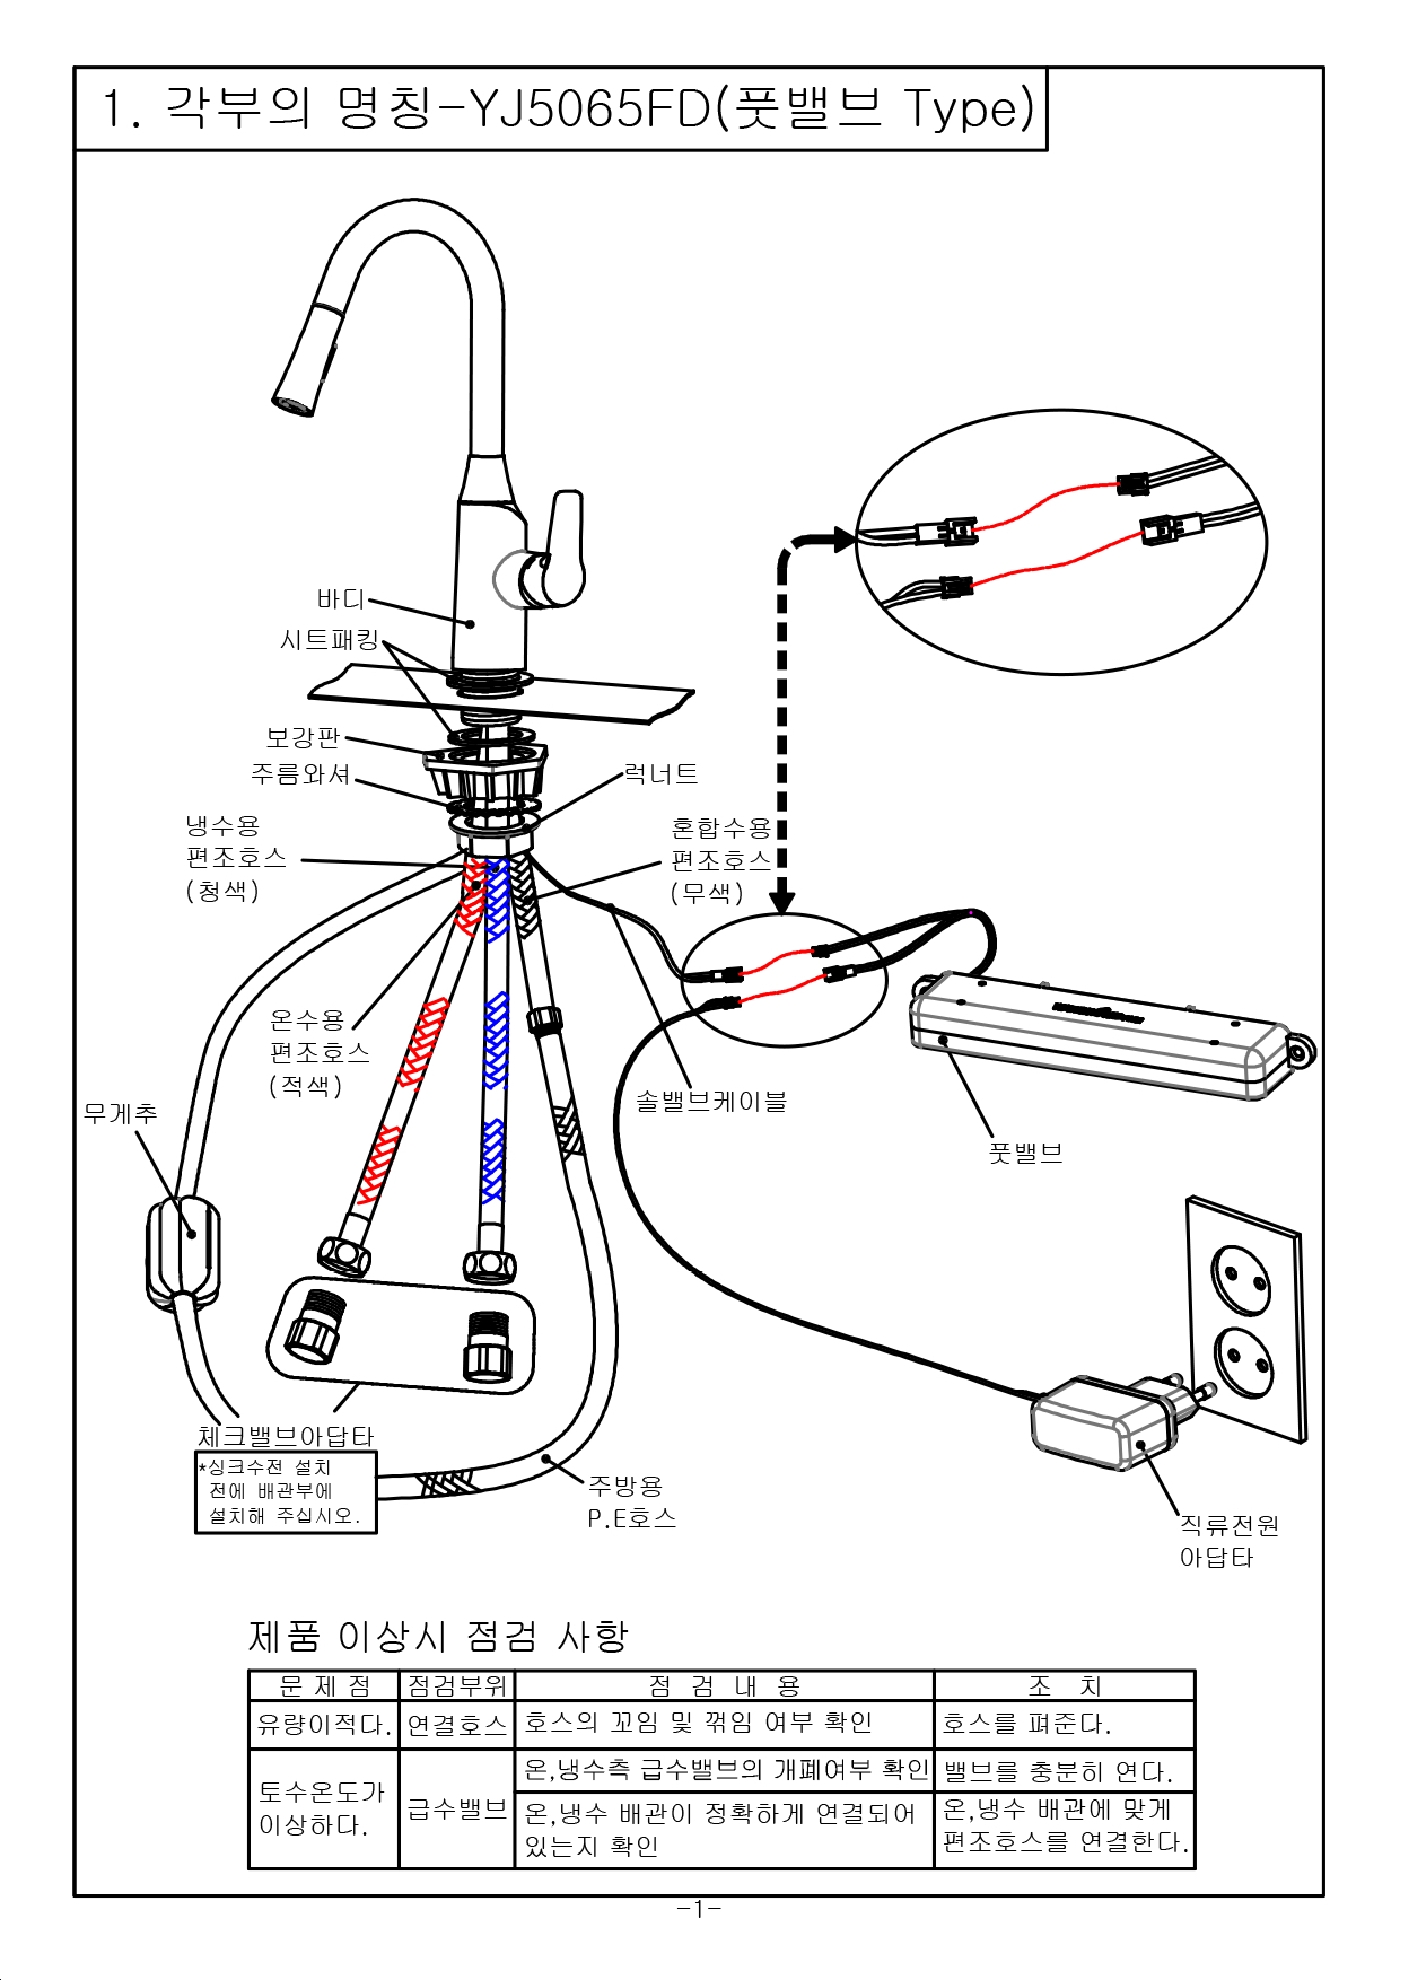 1. 각부의 명칭-YJ5065FD(풋밸브 Type)
바디
시트패킹
보강판
주름와셔
럭너트
냉수용
편조호스
(청색)
혼합수용
편조호스
(무색)
온수용
편조호스
(적색)
무게추
솔밸브케이블
풋밸브
체크밸브아답타
*싱크수전 설치
전에 배관부에
설치해 주십시오.
주방용
P.E호스
직류전원
아답타
제품 이상시 점검 사항
문 제 점 점검부위 점 검 내 용 조 치
유량이적다. 연결호스 호스의 꼬임 및 꺾임 여부 확인 호스를 펴준다.
토수온도가
이상하다.
급수밸브
온,냉수측 급수밸브의 개폐여부 확인 밸브를 충분히 연다.
온,냉수 배관이 정확하게 연결되어
있는지 확인
온,냉수 배관에 맞게
편조호스를 연결한다.
-1-